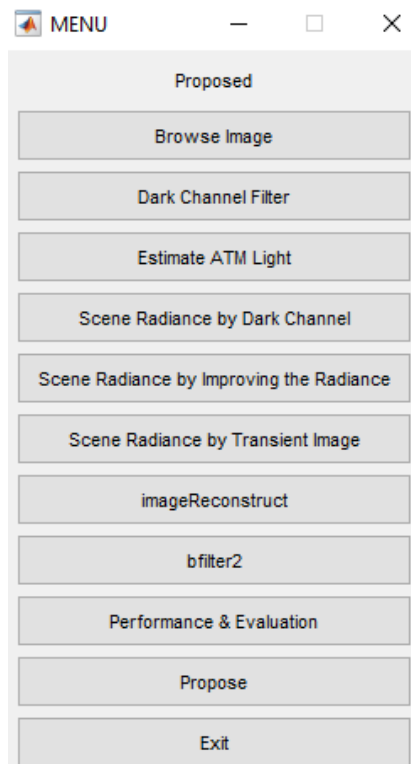 MENU
Proposed
Browse Image
Dark Channel Filter
Estimate ATM Light
Scene Radiance by Dark Channel
Scene Radiance by Improving the Radiance
Scene Radiance by Transient Image
imageReconstruct
bfilter2
Performance & Evaluation
Propose
Exit